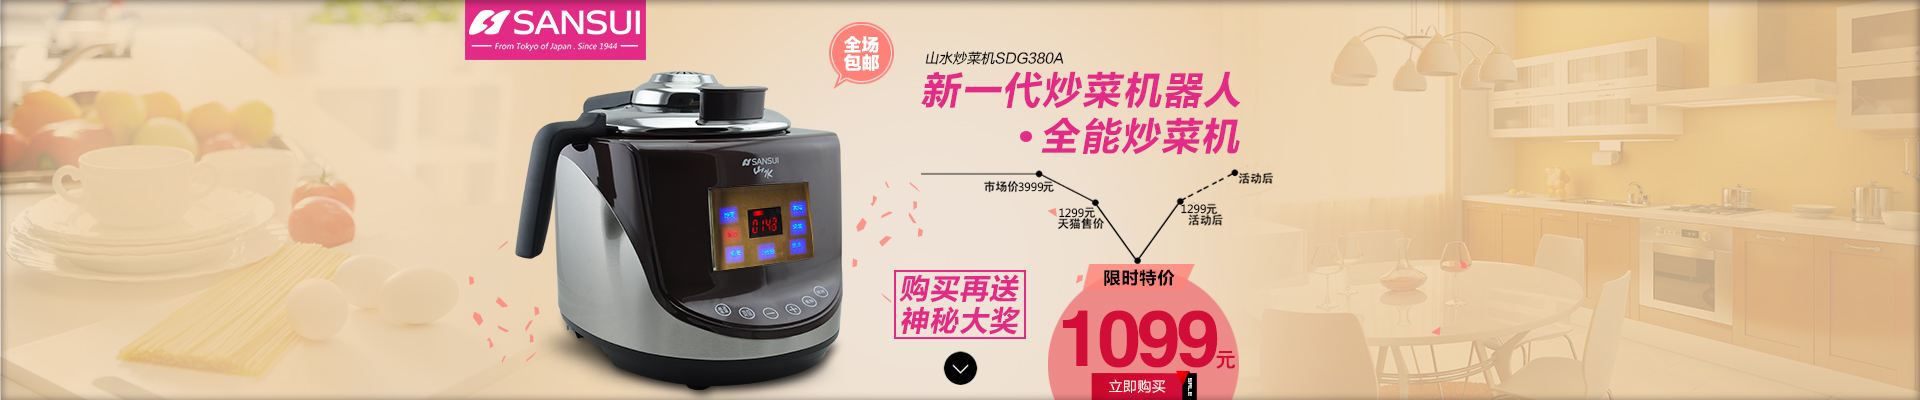 SANSUI
From Tokyo of Japan . Since 1944
全场
包邮
山水炒菜机SDG380A
新一代炒菜机器人
·全能炒菜机
市场价3999元
1299元
天猫售价
1299元
活动后
活动后
限时特价
1099元
立即购买
SALE
购买再送
神秘大奖
SANSUI
山水
0143